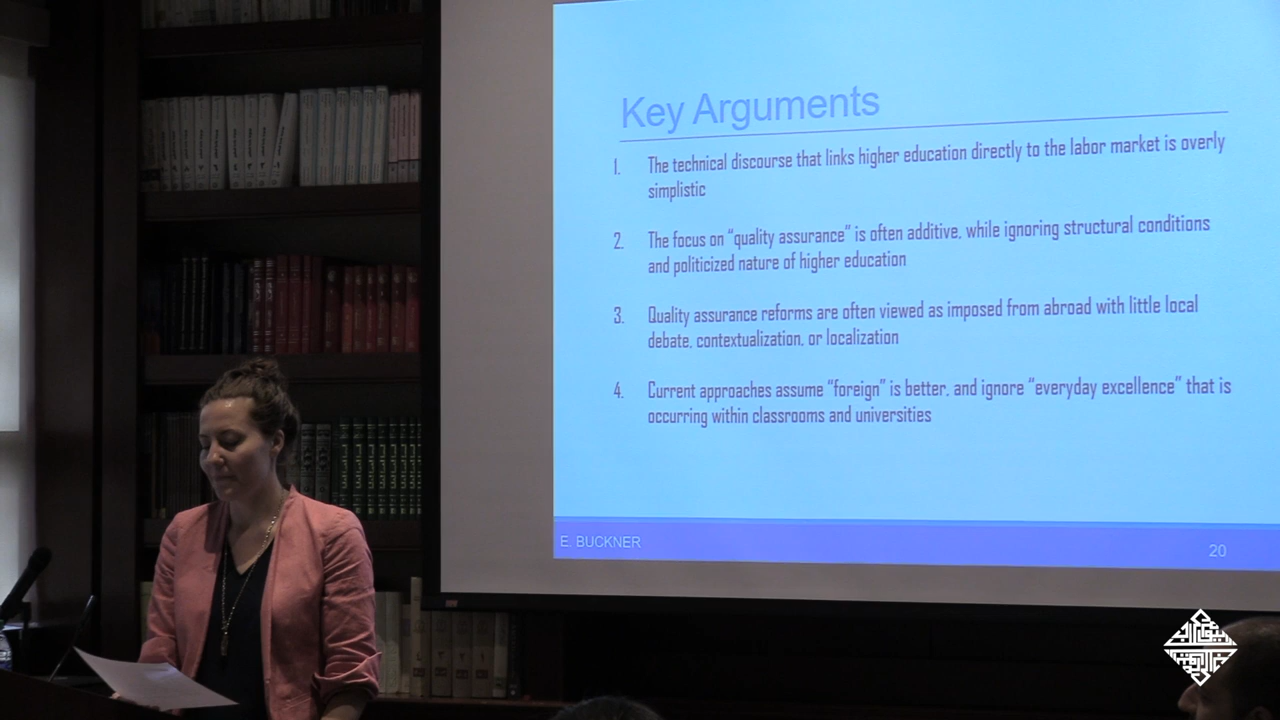 Key Arguments
1. The technical discourse that links higher education directly to the labor market is overly
simplistic
2. The focus on “quality assurance” is often additive, while ignoring structural conditions
and politicized nature of higher education
3. Quality assurance reforms are often viewed as imposed from abroad with little local
debate, contextualization, or localization
4. Current approaches assume “foreign” is better, and ignore “everyday excellence” that is
occurring within classrooms and universities
E. BUCKNER
20